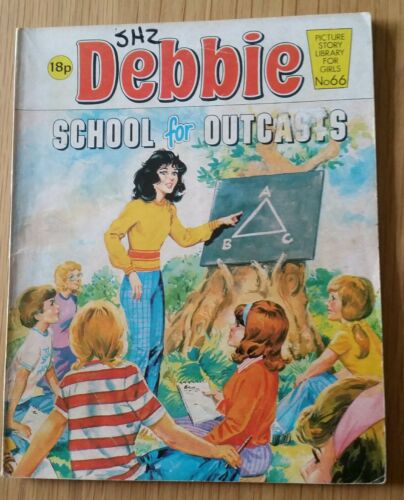 JHZ
18p
Debbie
PICTURE
STORY
LIBRARY
FOR
GIRLS
No66
SCHOOL for OUTCASTS
A
B C